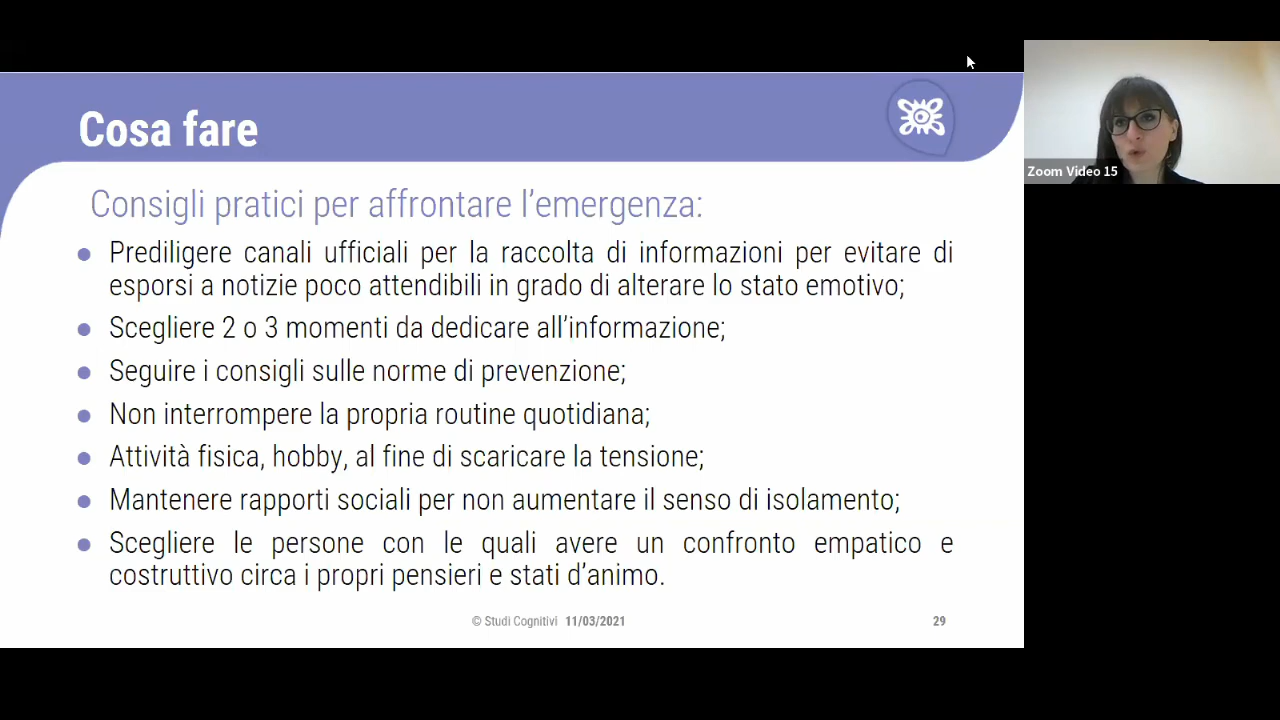 Cosa fare
Zoom Video 15
Consigli pratici per affrontare l’emergenza:
Prediligere canali ufficiali per la raccolta di informazioni per evitare di
esporsi a notizie poco attendibili in grado di alterare lo stato emotivo;
Scegliere 2 o 3 momenti da dedicare all’informazione;
Seguire i consigli sulle norme di prevenzione;
Non interrompere la propria routine quotidiana;
Attività fisica, hobby, al fine di scaricare la tensione;
Mantenere rapporti sociali per non aumentare il senso di isolamento;
Scegliere le persone con le quali avere un confronto empatico e
costruttivo circa i propri pensieri e stati d’animo.
© Studi Cognitivi 11/03/2021 29